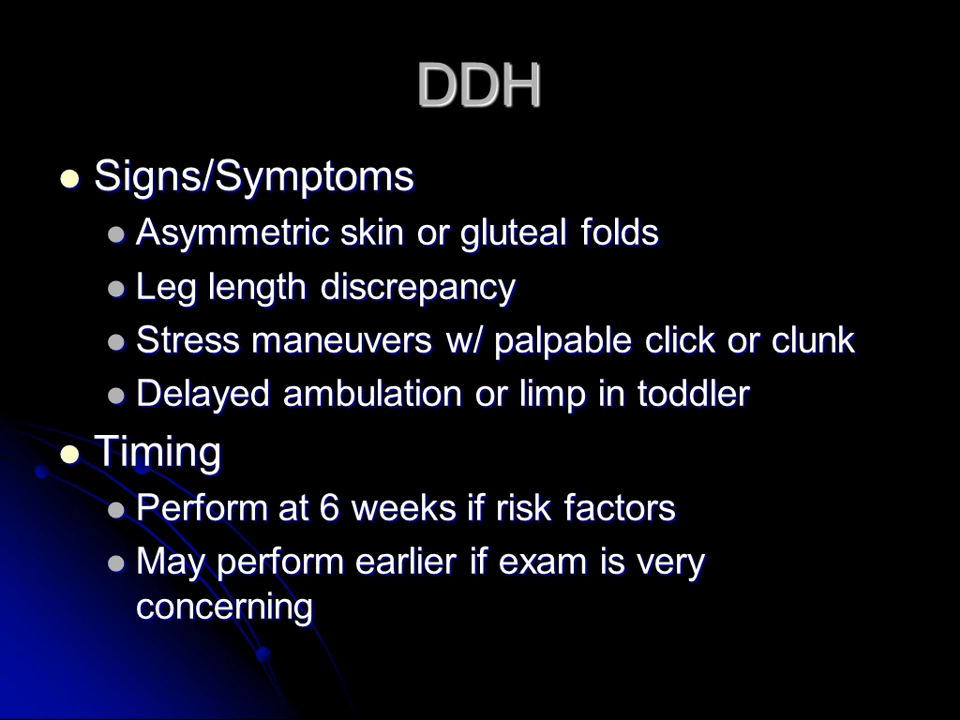 DDH
Signs/Symptoms
Asymmetric skin or gluteal folds
Leg length discrepancy
Stress maneuvers w/ palpable click or clunk
Delayed ambulation or limp in toddler
Timing
Perform at 6 weeks if risk factors
May perform earlier if exam is very
concerning